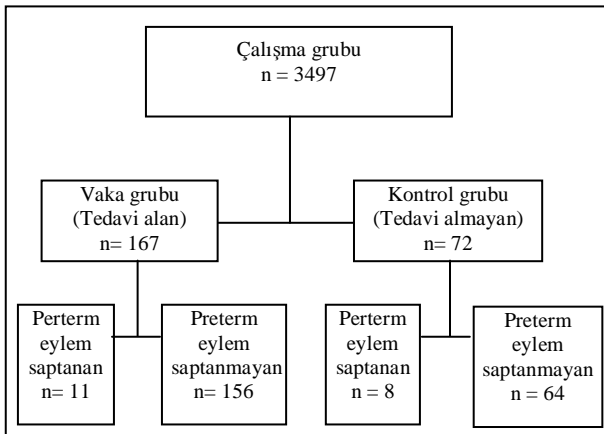 Çalışma grubu
n = 3497
Vaka grubu
(Tedavi alan)
n= 167
Kontrol grubu
(Tedavi almayan)
n= 72
Perterm
eylem
saptanan
n= 11
Preterm
eylem
saptanmayan
n= 156
Perterm
eylem
saptanan
n= 8
Preterm
eylem
saptanmayan
n = 64